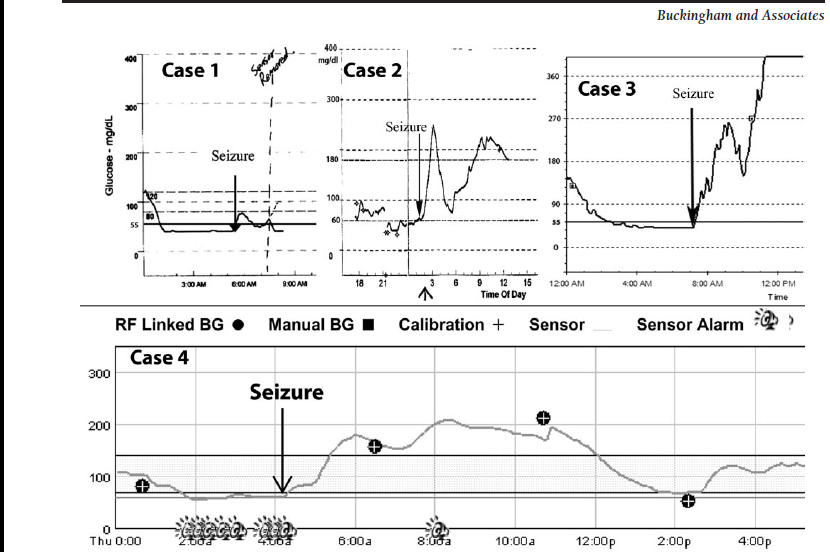 Buckingham and Associates
Case 1
Sensor
Removed
Seizure
Glucose - mg/dL
400
300
200
120
100
80
55
0
3:00 AM
6:00 AM
9:00 AM
Case 2
Seizure
400
mg/dl
300
180
100
60
0
18
21
3
6
9
12
15
Time Of Day
Case 3
Seizure
360
270
180
90
55
0
12:00 AM
4:00 AM
8:00 AM
12:00 PM
Time
RF Linked BG ● Manual BG ■ Calibration + Sensor Sensor Alarm
Case 4
Seizure
300
200
100
0
Thu 0:00
2:00a
4:00a
6:00a
8:00a
10:00a
12:00p
2:00p
4:00p